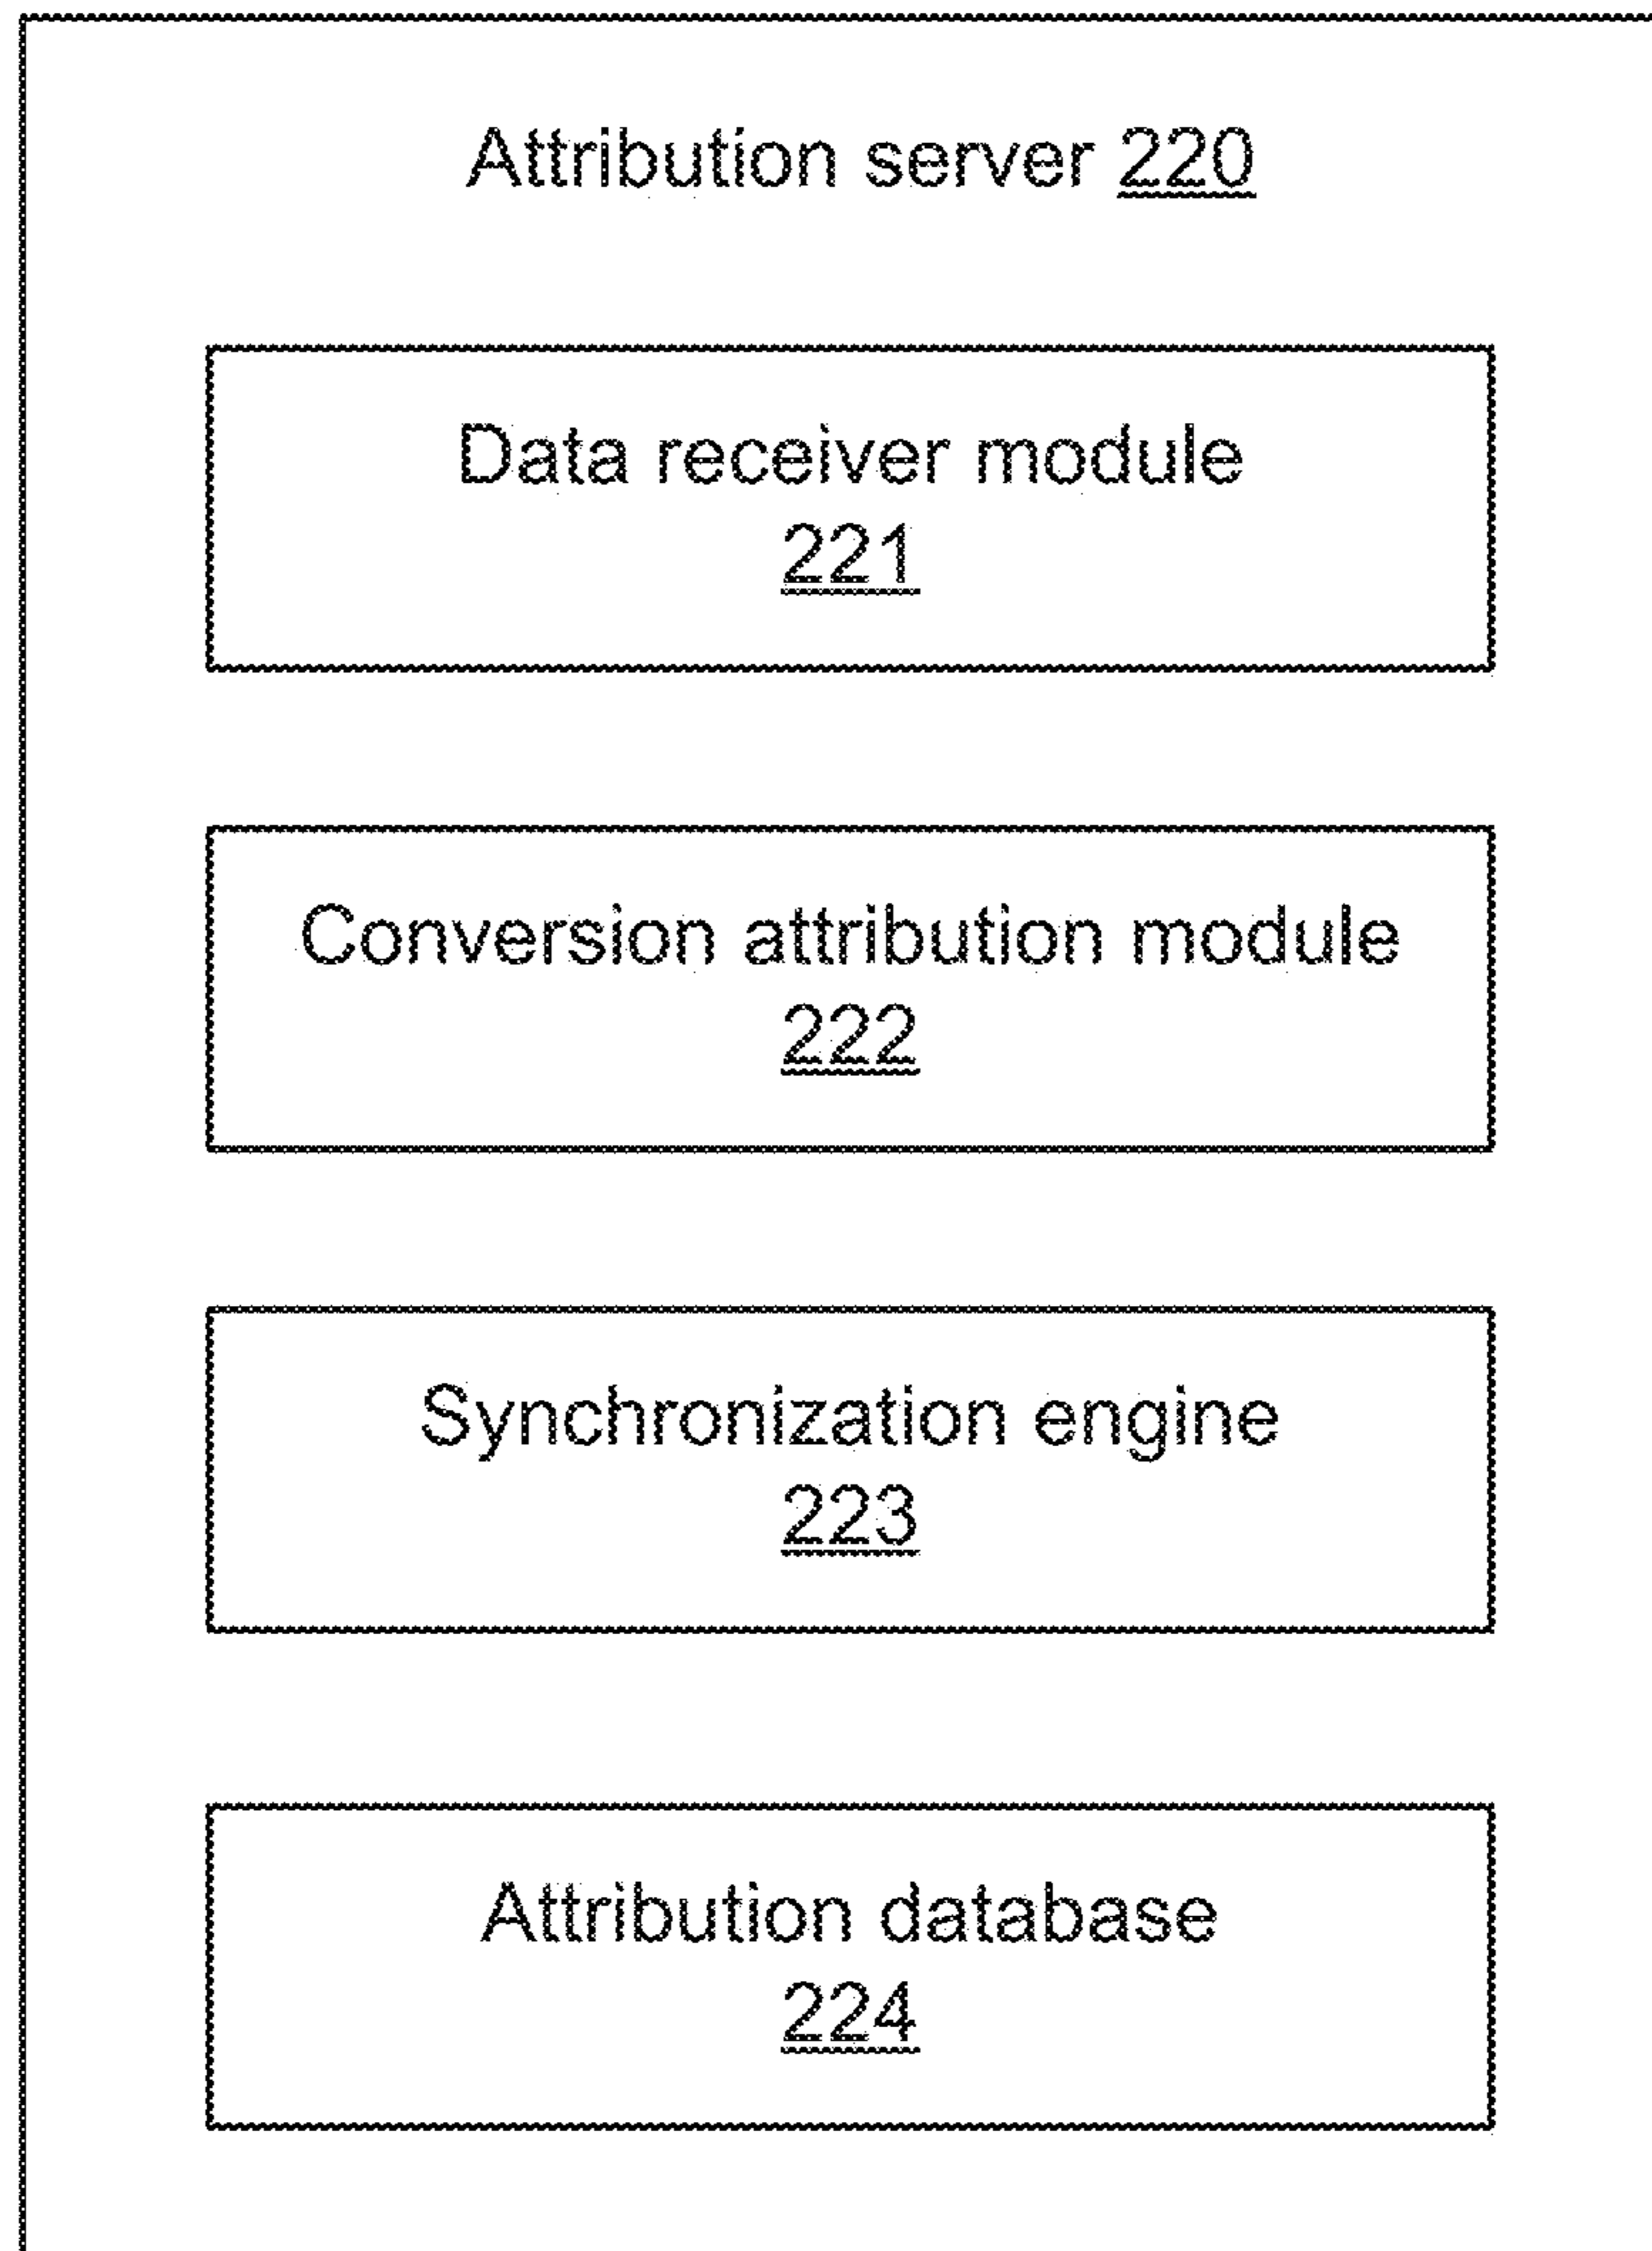 Attribution server 220
Data receiver module
221
Conversion attribution module
222
Synchronization engine
223
Attribution database
224